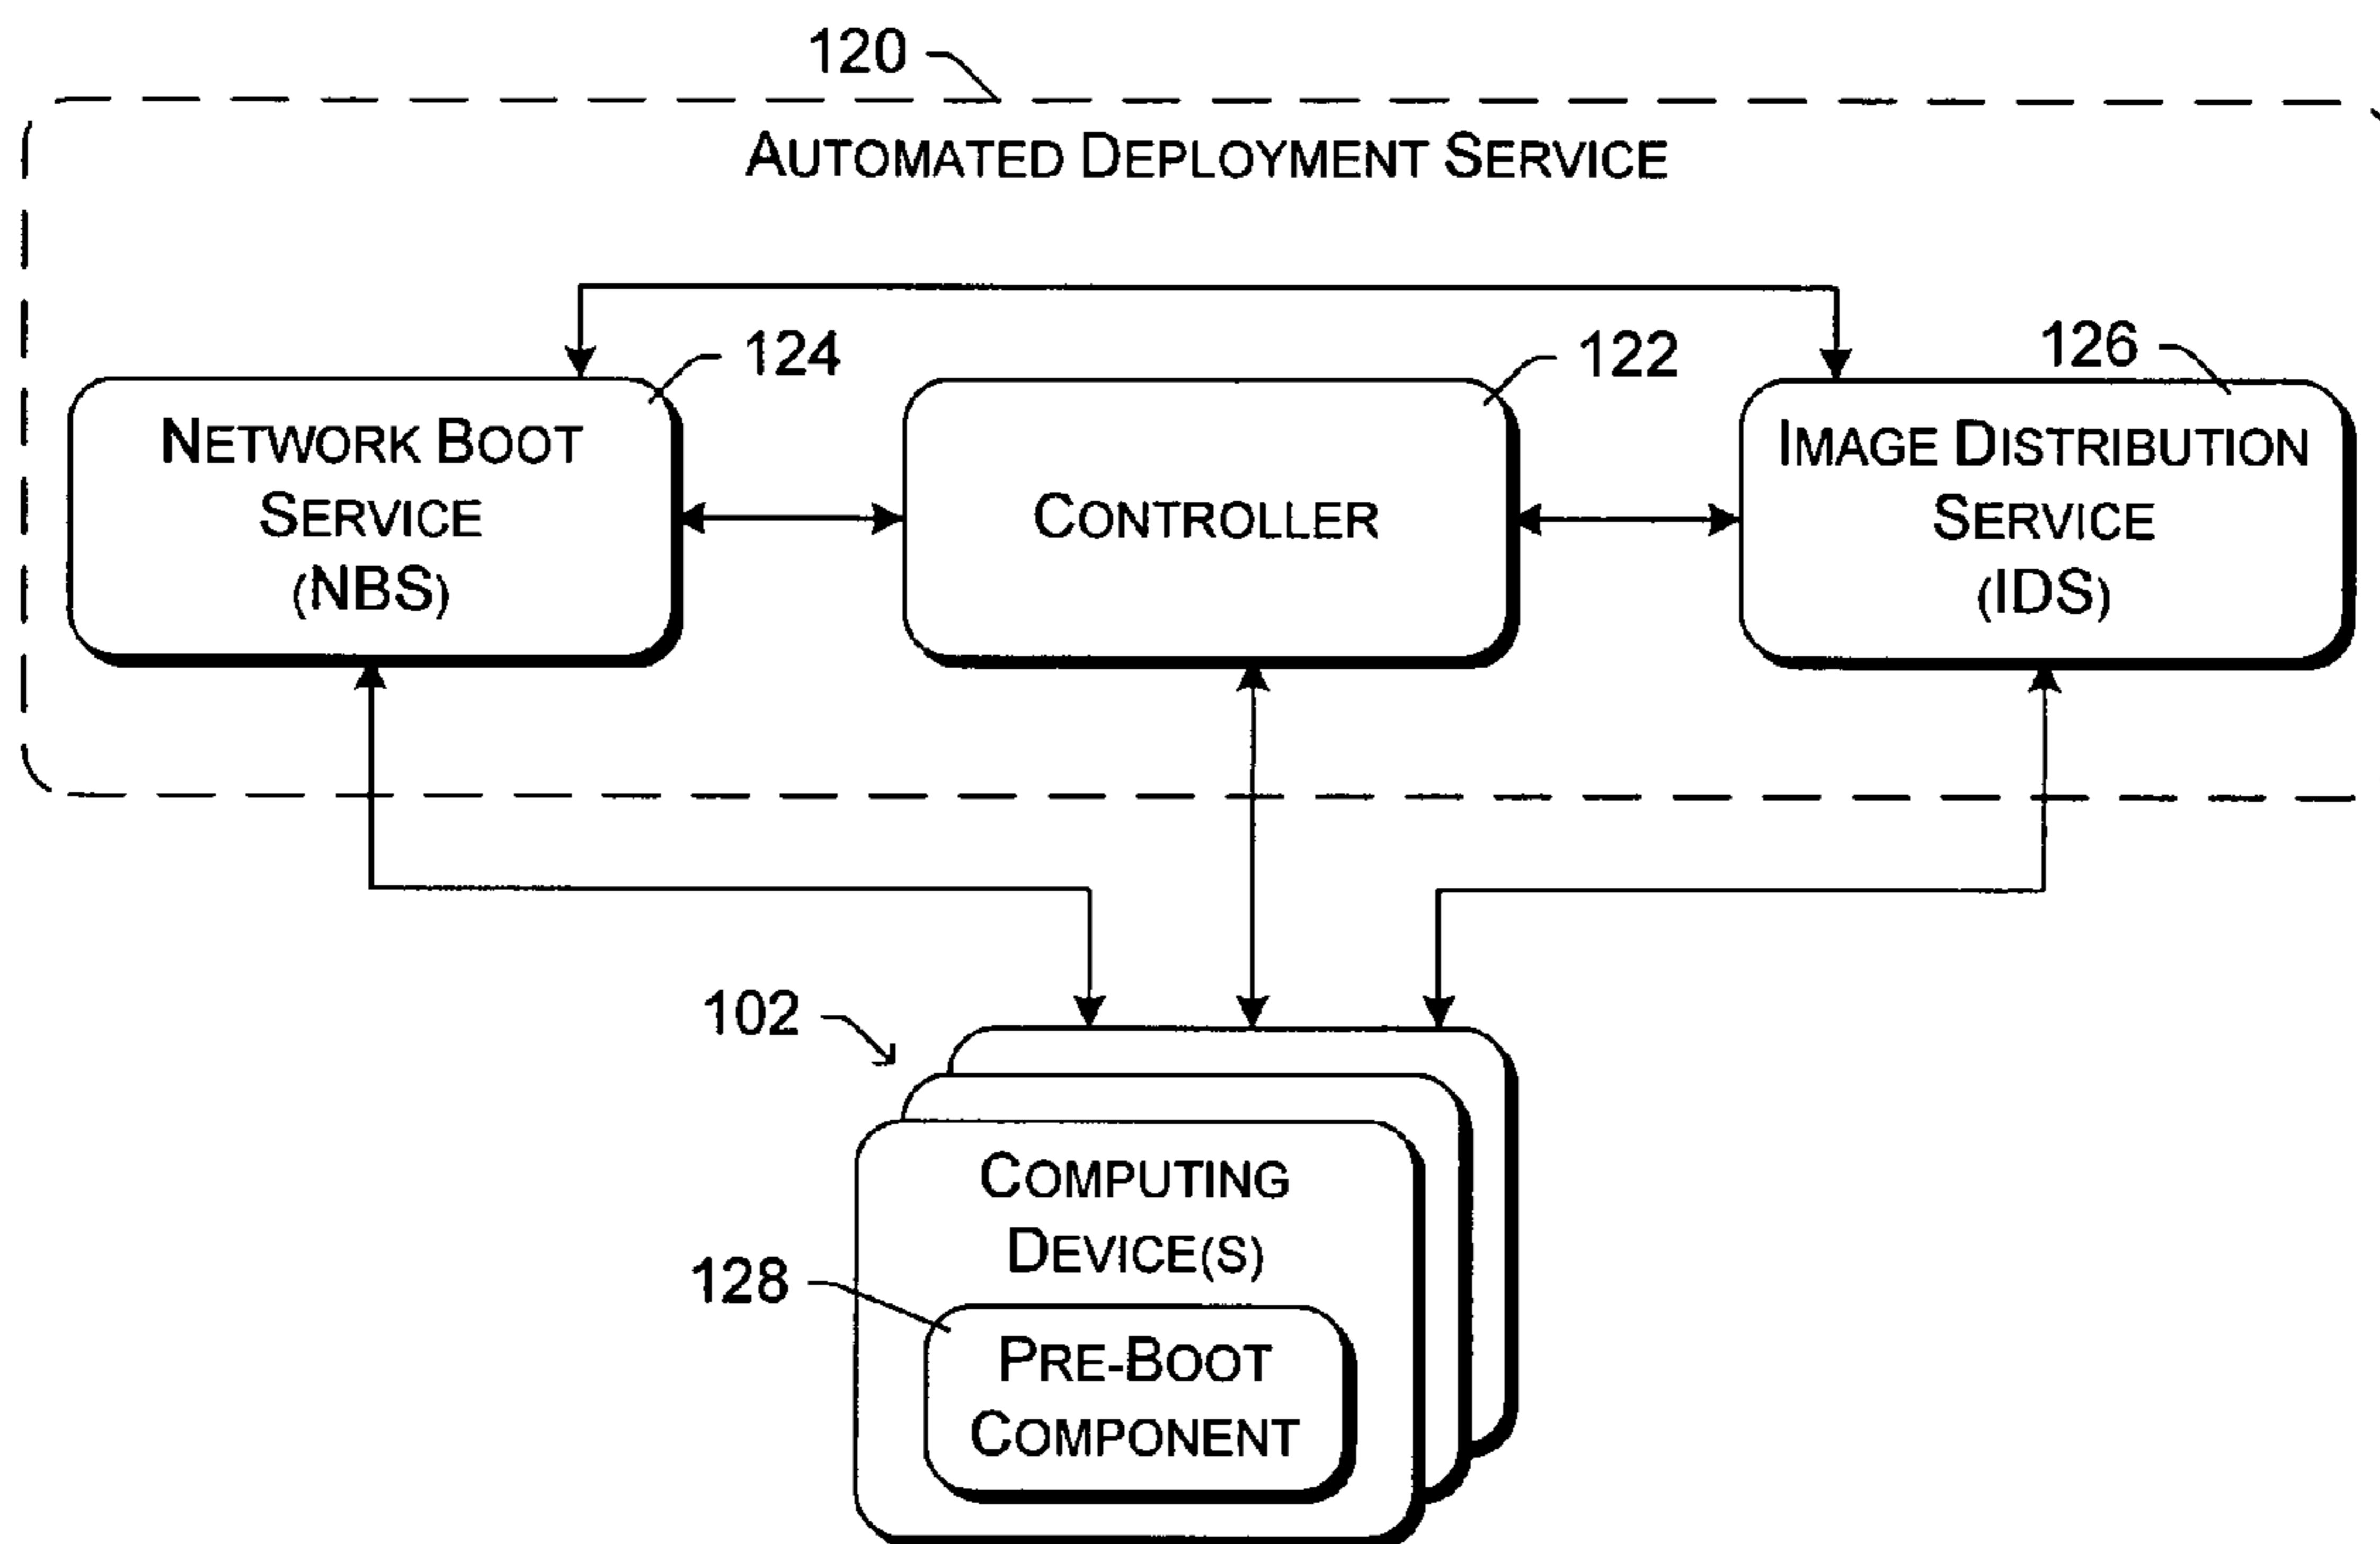 120
AUTOMATED DEPLOYMENT SERVICE
124
122
126
NETWORK BOOT
SERVICE
(NBS)
CONTROLLER
IMAGE DISTRIBUTION
SERVICE
(IDS)
102
COMPUTING
DEVICE(S)
128
PRE-BOOT
COMPONENT